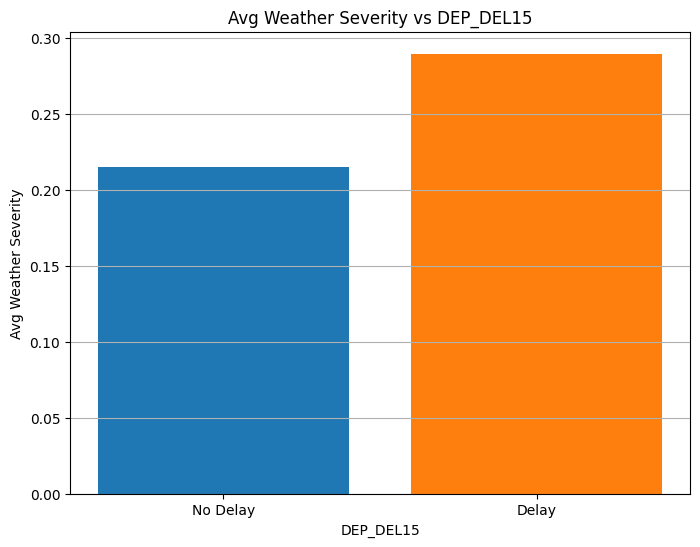 Avg Weather Severity vs DEP_DEL15
Avg Weather Severity
0.30
0.25
0.20
0.15
0.10
0.05
0.00
No Delay
Delay
DEP_DEL15